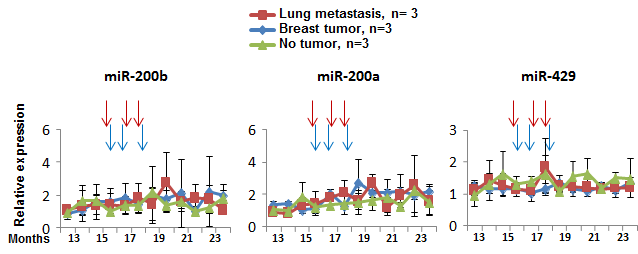 Lung metastasis, n= 3
Breast tumor, n=3
No tumor, n=3
miR-200b
miR-200a
miR-429
Relative expression
6
4
2
0
6
4
2
0
3
2
1
0
Months
13 15 17 19 21 23
13 15 17 19 21 23
13 15 17 19 21 23